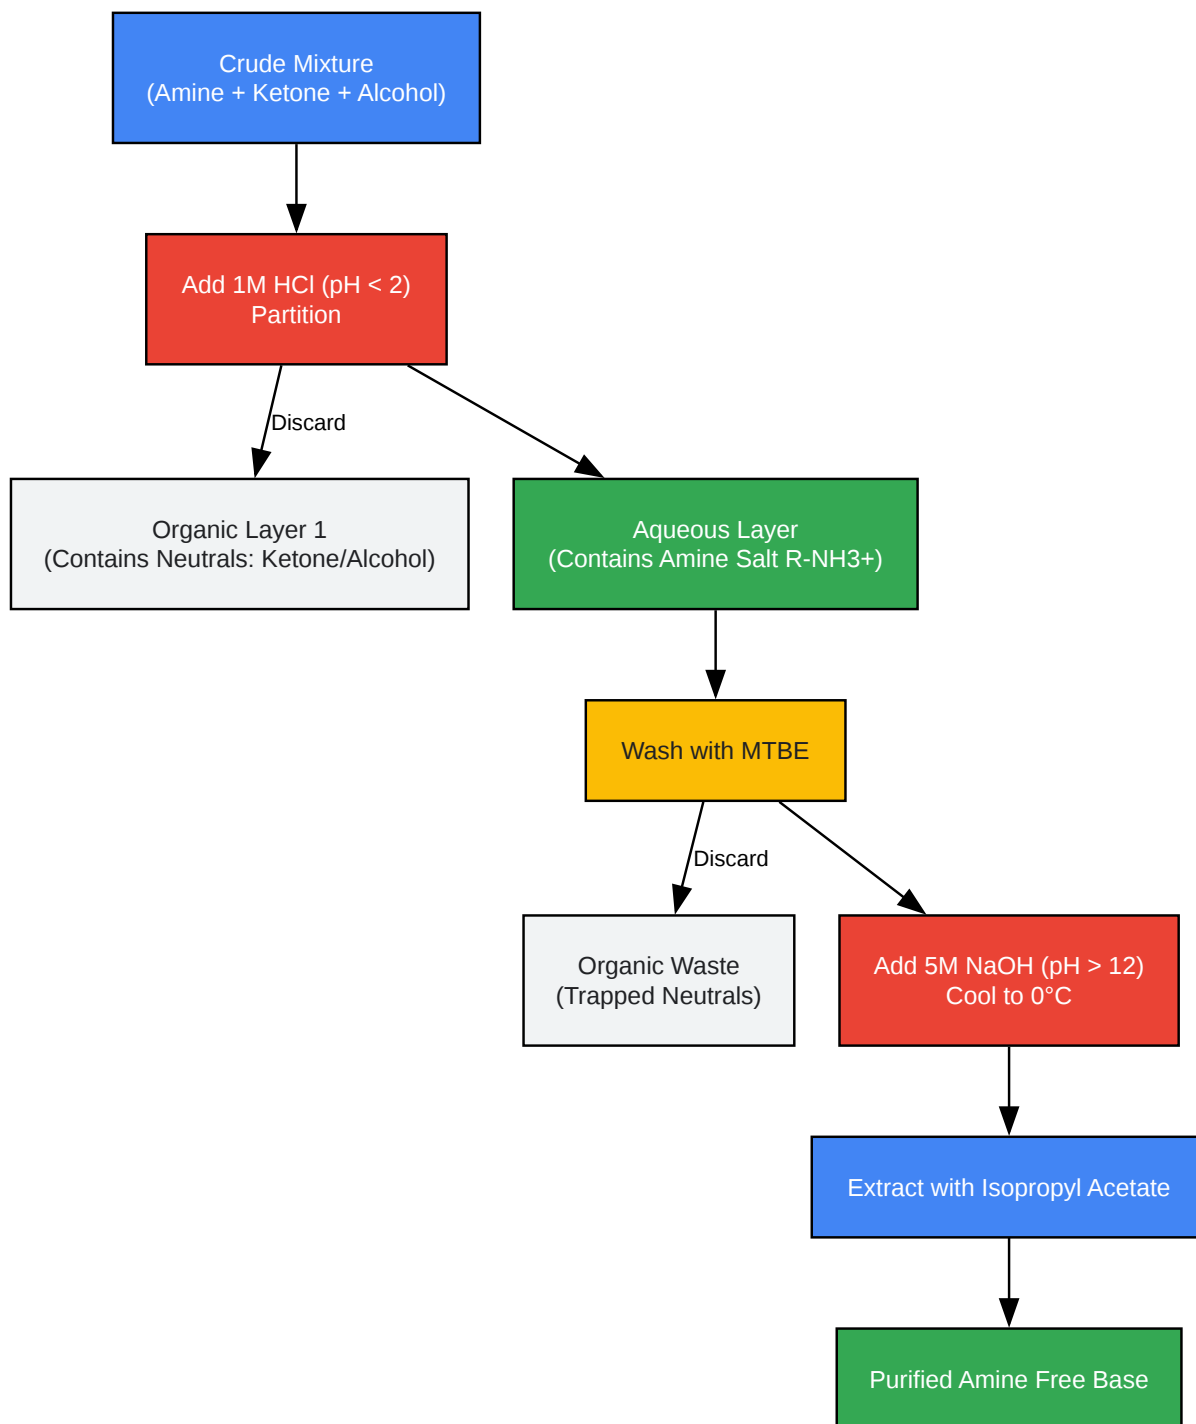 Crude Mixture
(Amine + Ketone + Alcohol)
Add 1M HCl (pH < 2)
Partition
Discard
Organic Layer 1
(Contains Neutrals: Ketone/Alcohol)
Aqueous Layer
(Contains Amine Salt R-NH3+)
Wash with MTBE
Discard
Organic Waste
(Trapped Neutrals)
Add 5M NaOH (pH > 12)
Cool to 0°C
Extract with Isopropyl Acetate
Purified Amine Free Base